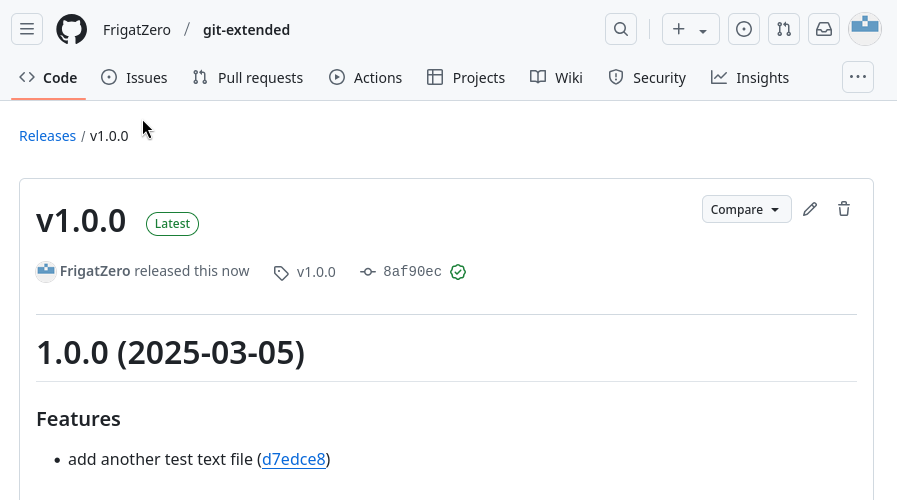 FrigatZero / git-extended
Code Issues Pull requests Actions Projects Wiki Security Insights
Releases / v1.0.0
v1.0.0 Latest Compare
FrigatZero released this now v1.0.0 8af90ec
1.0.0 (2025-03-05)
Features
• add another test text file (d7edce8)